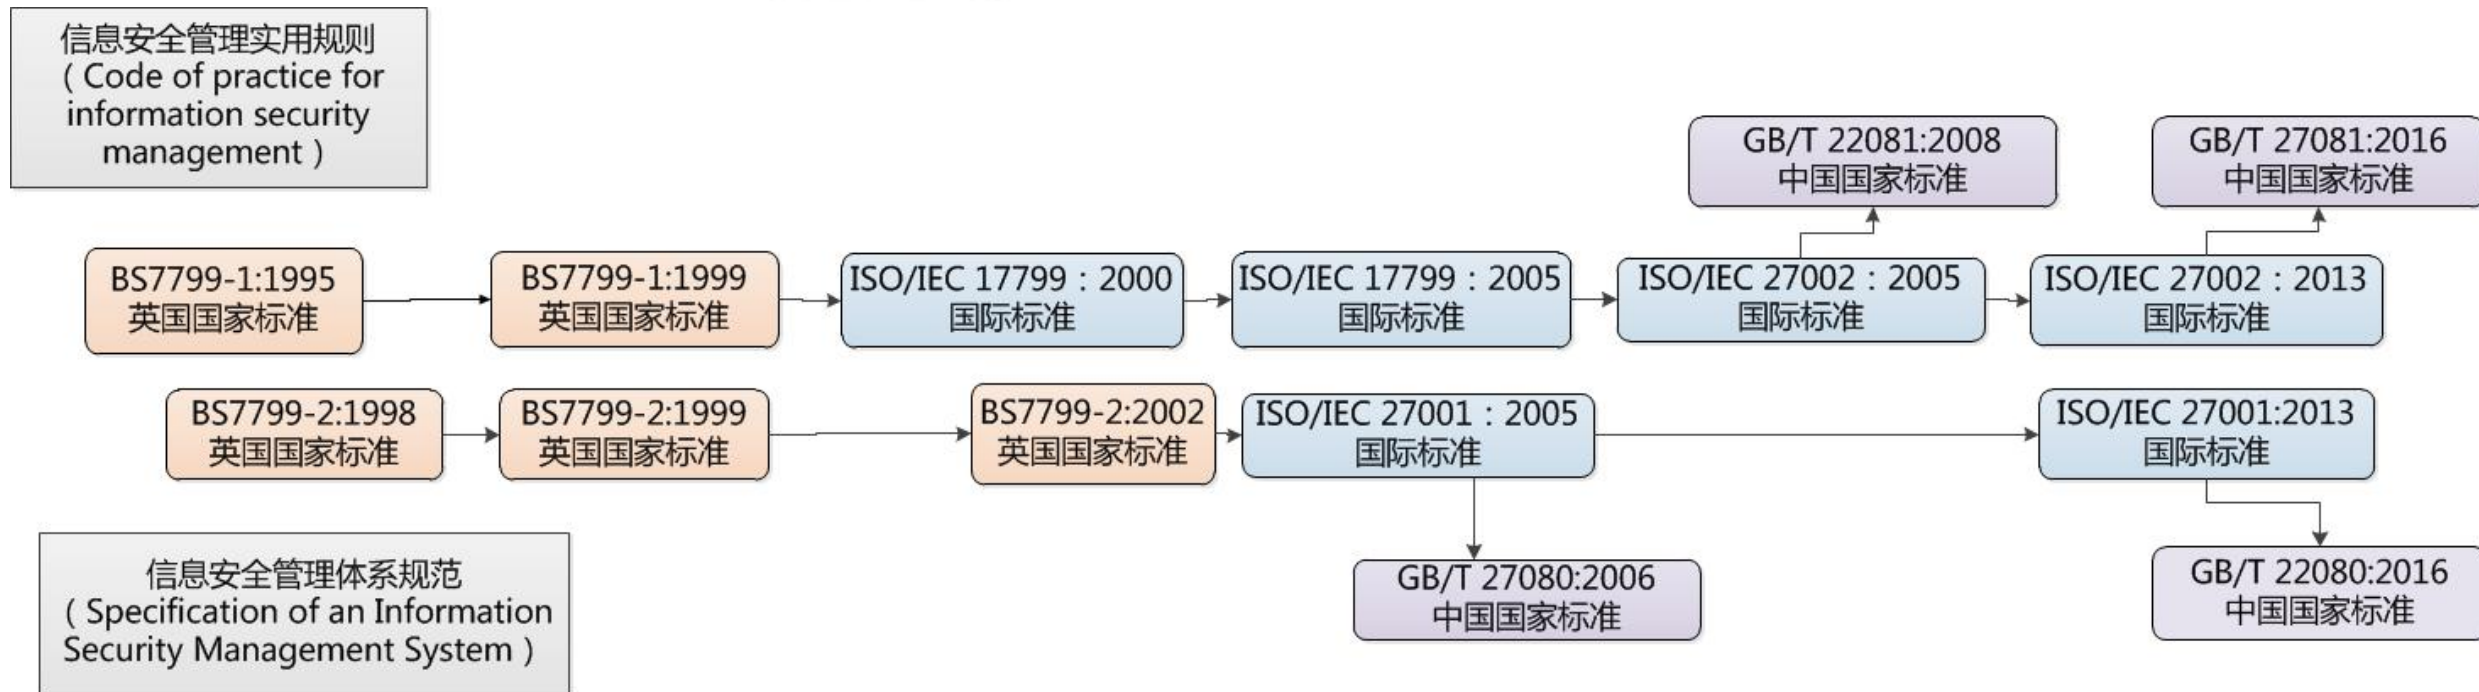 信息安全管理实用规则
（Code of practice for
information security
management）
GB/T 22081:2008
中国国家标准
GB/T 27081:2016
中国国家标准
BS7799-1:1995
英国国家标准
BS7799-1:1999
英国国家标准
ISO/IEC 17799：2000
国际标准
ISO/IEC 17799：2005
国际标准
ISO/IEC 27002：2005
国际标准
ISO/IEC 27002：2013
国际标准
BS7799-2:1998
英国国家标准
BS7799-2:1999
英国国家标准
BS7799-2:2002
英国国家标准
ISO/IEC 27001：2005
国际标准
ISO/IEC 27001:2013
国际标准
信息安全管理体系规范
（Specification of an Information
Security Management System）
GB/T 27080:2006
中国国家标准
GB/T 22080:2016
中国国家标准